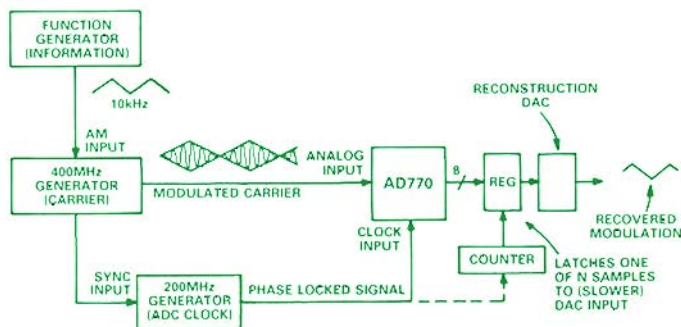 FUNCTION
GENERATOR
(INFORMATION)
10kHz
AM
INPUT
400MHz
GENERATOR
(CARRIER)
MODULATED CARRIER
ANALOG
INPUT
AD770
CLOCK
INPUT
8
REG
RECONSTRUCTION
DAC
RECOVERED
MODULATION
COUNTER
LATCHES ONE
OF N SAMPLES
TO (SLOWER)
DAC INPUT
SYNC
INPUT
200MHz
GENERATOR
(ADC CLOCK)
PHASE LOCKED SIGNAL